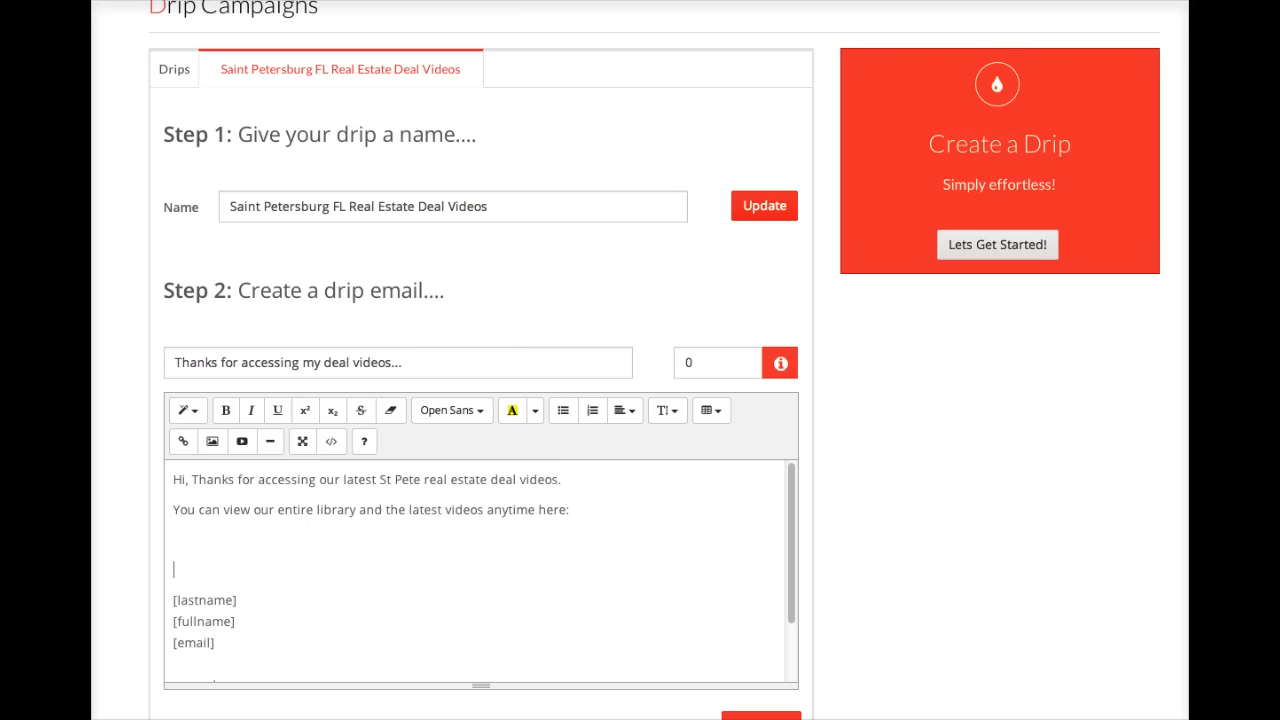 Drip Campaigns
Drips
Saint Petersburg FL Real Estate Deal Videos
Step 1: Give your drip a name....
Name
Saint Petersburg FL Real Estate Deal Videos
Update
Step 2: Create a drip email....
Thanks for accessing my deal videos...
0
B I U x² x₂ S
Open Sans
A
TI
</>
?
Hi, Thanks for accessing our latest St Pete real estate deal videos.
You can view our entire library and the latest videos anytime here:
[lastname]
[fullname]
[email]
Create a Drip
Simply effortless!
Lets Get Started!